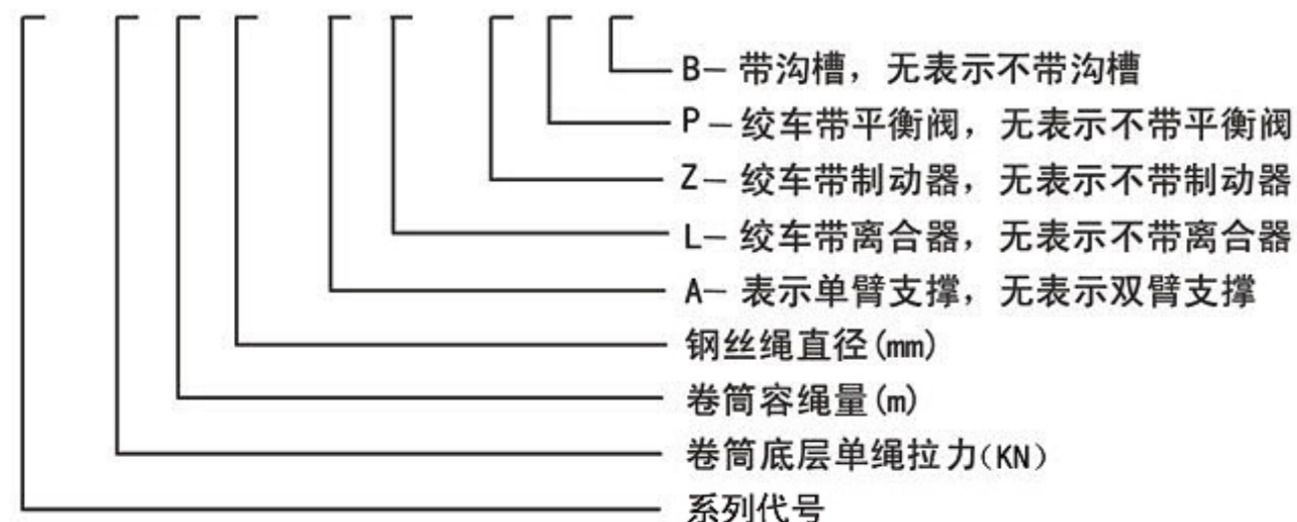 B— 带沟槽，无表示不带沟槽
P—绞车带平衡阀，无表示不带平衡阀
Z—绞车带制动器，无表示不带制动器
L—绞车带离合器，无表示不带离合器
A—表示单臂支撑，无表示双臂支撑
钢丝绳直径(mm)
卷筒容绳量(m)
卷筒底层单绳拉力(KN)
系列代号